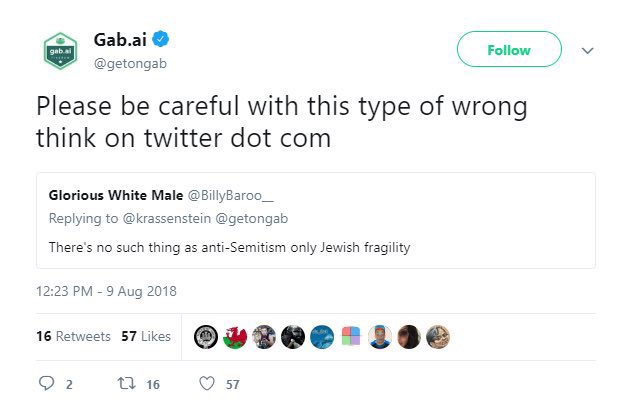 Gab.ai
@getongab
gab.ai
Follow
Please be careful with this type of wrong
think on twitter dot com
Glorious White Male @BillyBaroo__
Replying to @krassenstein @getongab
There's no such thing as anti-Semitism only Jewish fragility
12:23 PM - 9 Aug 2018
16 Retweets 57 Likes
2 16 57